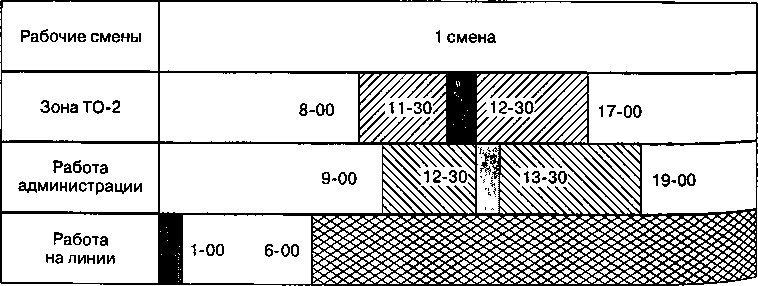 Рабочие смены
1 смена
Зона ТО-2
8-00 11-30 12-30 17-00
Работа
администрации
9-00 12-30 13-30 19-00
Работа
на линии
1-00 6-00